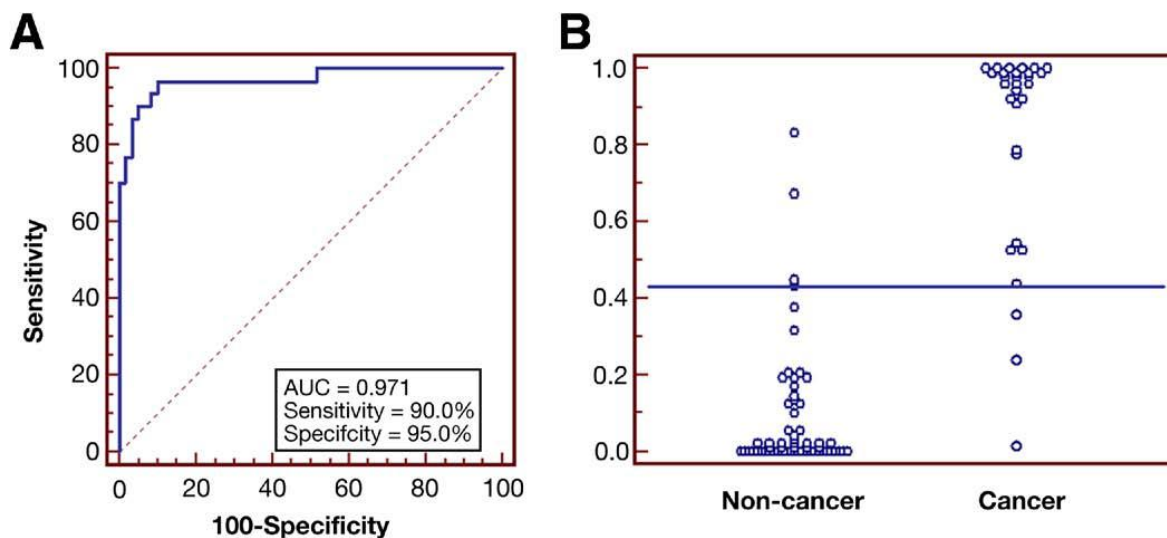 A
Sensitivity
100
80
60
40
20
0
AUC = 0.971
Sensitivity = 90.0%
Specifcity = 95.0%
0 20 40 60 80 100
100-Specificity
B
1.0
0.8
0.6
0.4
0.2
0.0
Non-cancer Cancer